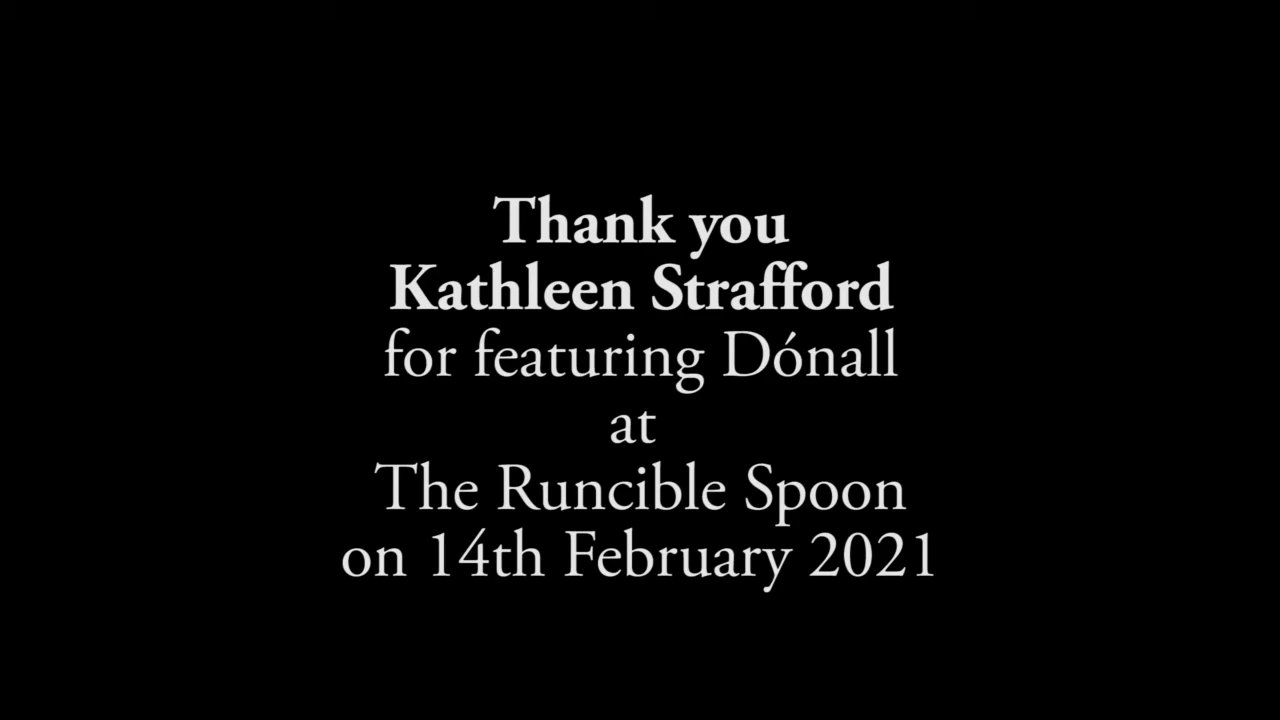 Thank you
Kathleen Strafford
for featuring Dónall
at
The Runcible Spoon
on 14th February 2021